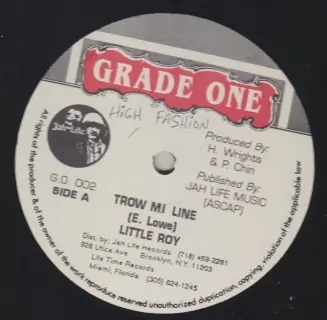 GRADE ONE
HIGH FASHION
Jah Life
Produced By:
H. Wrights
& P. Chin
Published By:
JAH LIFE MUSIC
(ASCAP)
G.O. 002
SIDE A
TROW MI LINE
(E. Lowe)
LITTLE ROY
Dist. by: Jah Life Records (718) 459-2261
928 Utica Ave Brooklyn, N.Y. 11203
Life Time Records
Miami, Florida (305) 624-1245
All rights of the producer & of the owner of the work reproduce reserved unauthorized duplication, copying, violation of the applicable law